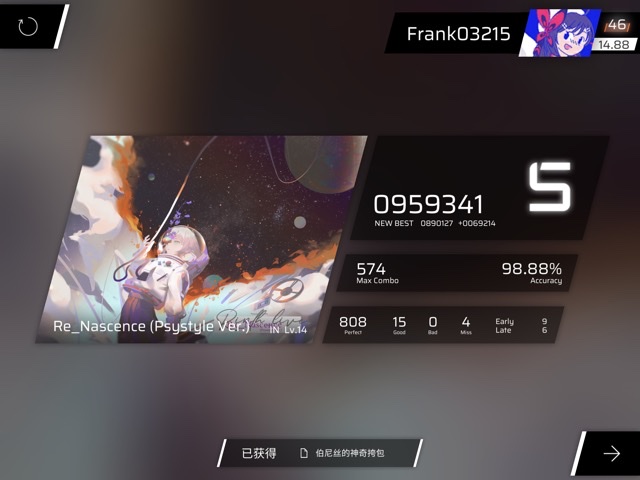 Frank03215
46
14.88
0959341
S
NEW BEST 0890127 +0069214
574
Max Combo
98.88%
Accuracy
Re_Nascence (Psystyle Ver.)
IN Lv.14
808
Perfect
15
Good
0
Bad
4
Miss
Early 9
Late 6
已获得 伯尼丝的神奇挎包